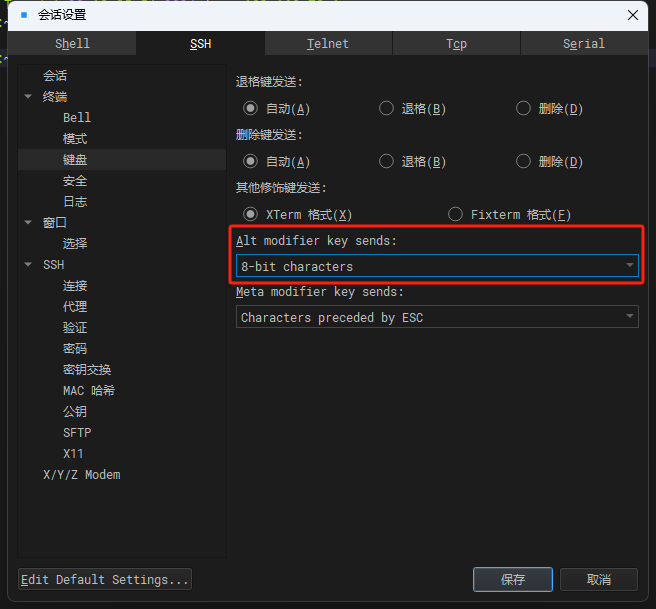 会话设置
Shell SSH Telnet Tcp Serial
会话
终端
Bell
模式
键盘
安全
日志
窗口
选择
SSH
连接
代理
验证
密码
密钥交换
MAC 哈希
公钥
SFTP
X11
X/Y/Z Modem
退格键发送:
自动(A) 退格(B) 删除(D)
删除键发送:
自动(A) 退格(B) 删除(D)
其他修饰键发送:
XTerm 格式(X) Fixterm 格式(F)
Alt modifier key sends:
8-bit characters
Meta modifier key sends:
Characters preceded by ESC
Edit Default Settings... 保存 取消